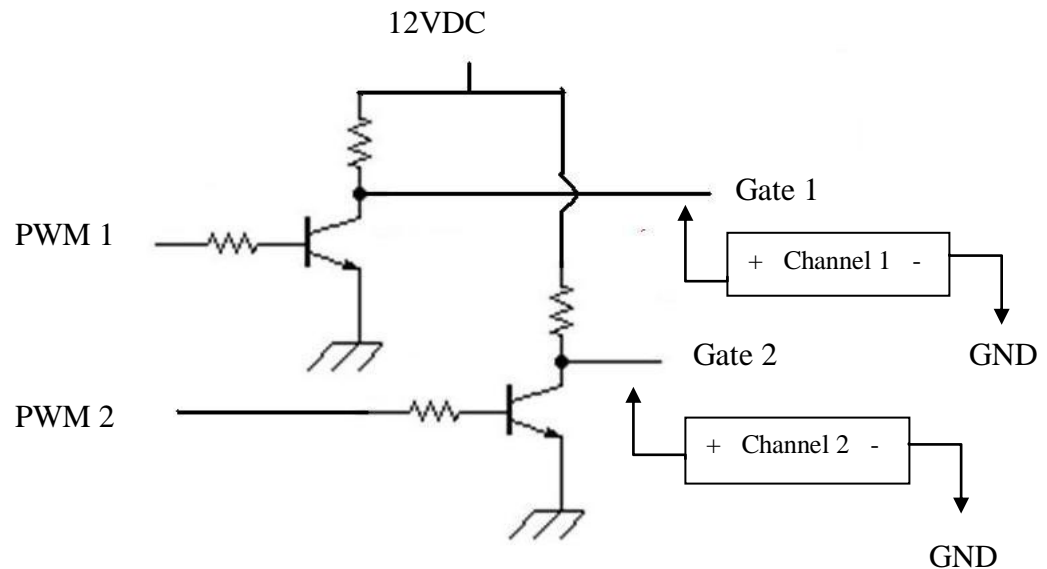 12VDC
Gate 1
PWM 1
+ Channel 1 -
GND
Gate 2
PWM 2
+ Channel 2 -
GND